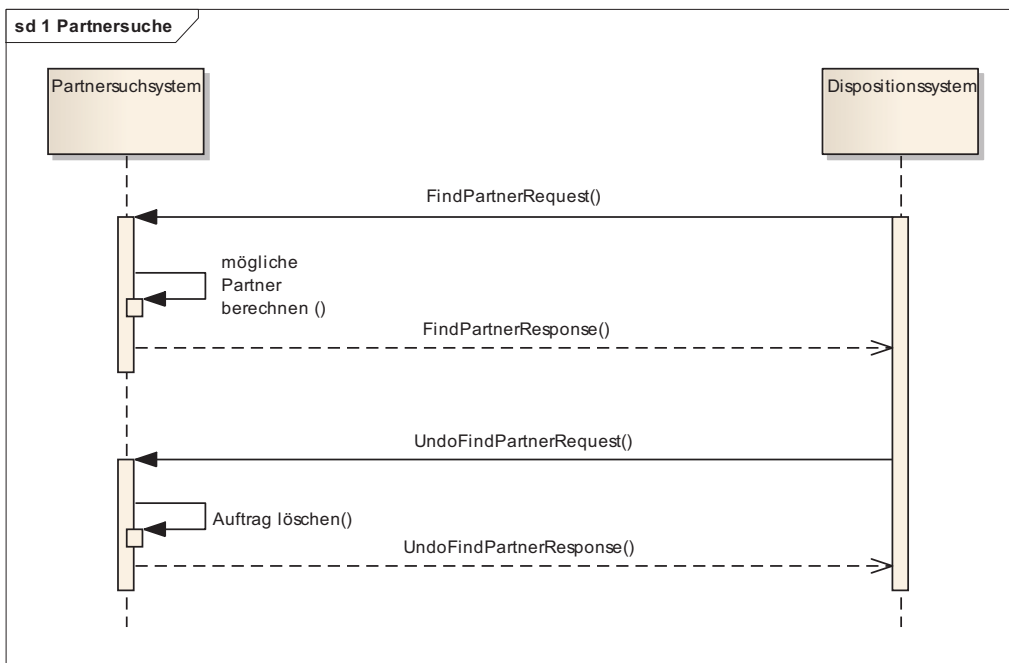 sd 1 Partnersuche
Partnersuchsystem
Dispositionssystem
FindPartnerRequest()
mögliche
Partner
berechnen ()
FindPartnerResponse()
UndoFindPartnerRequest()
Auftrag löschen()
UndoFindPartnerResponse()